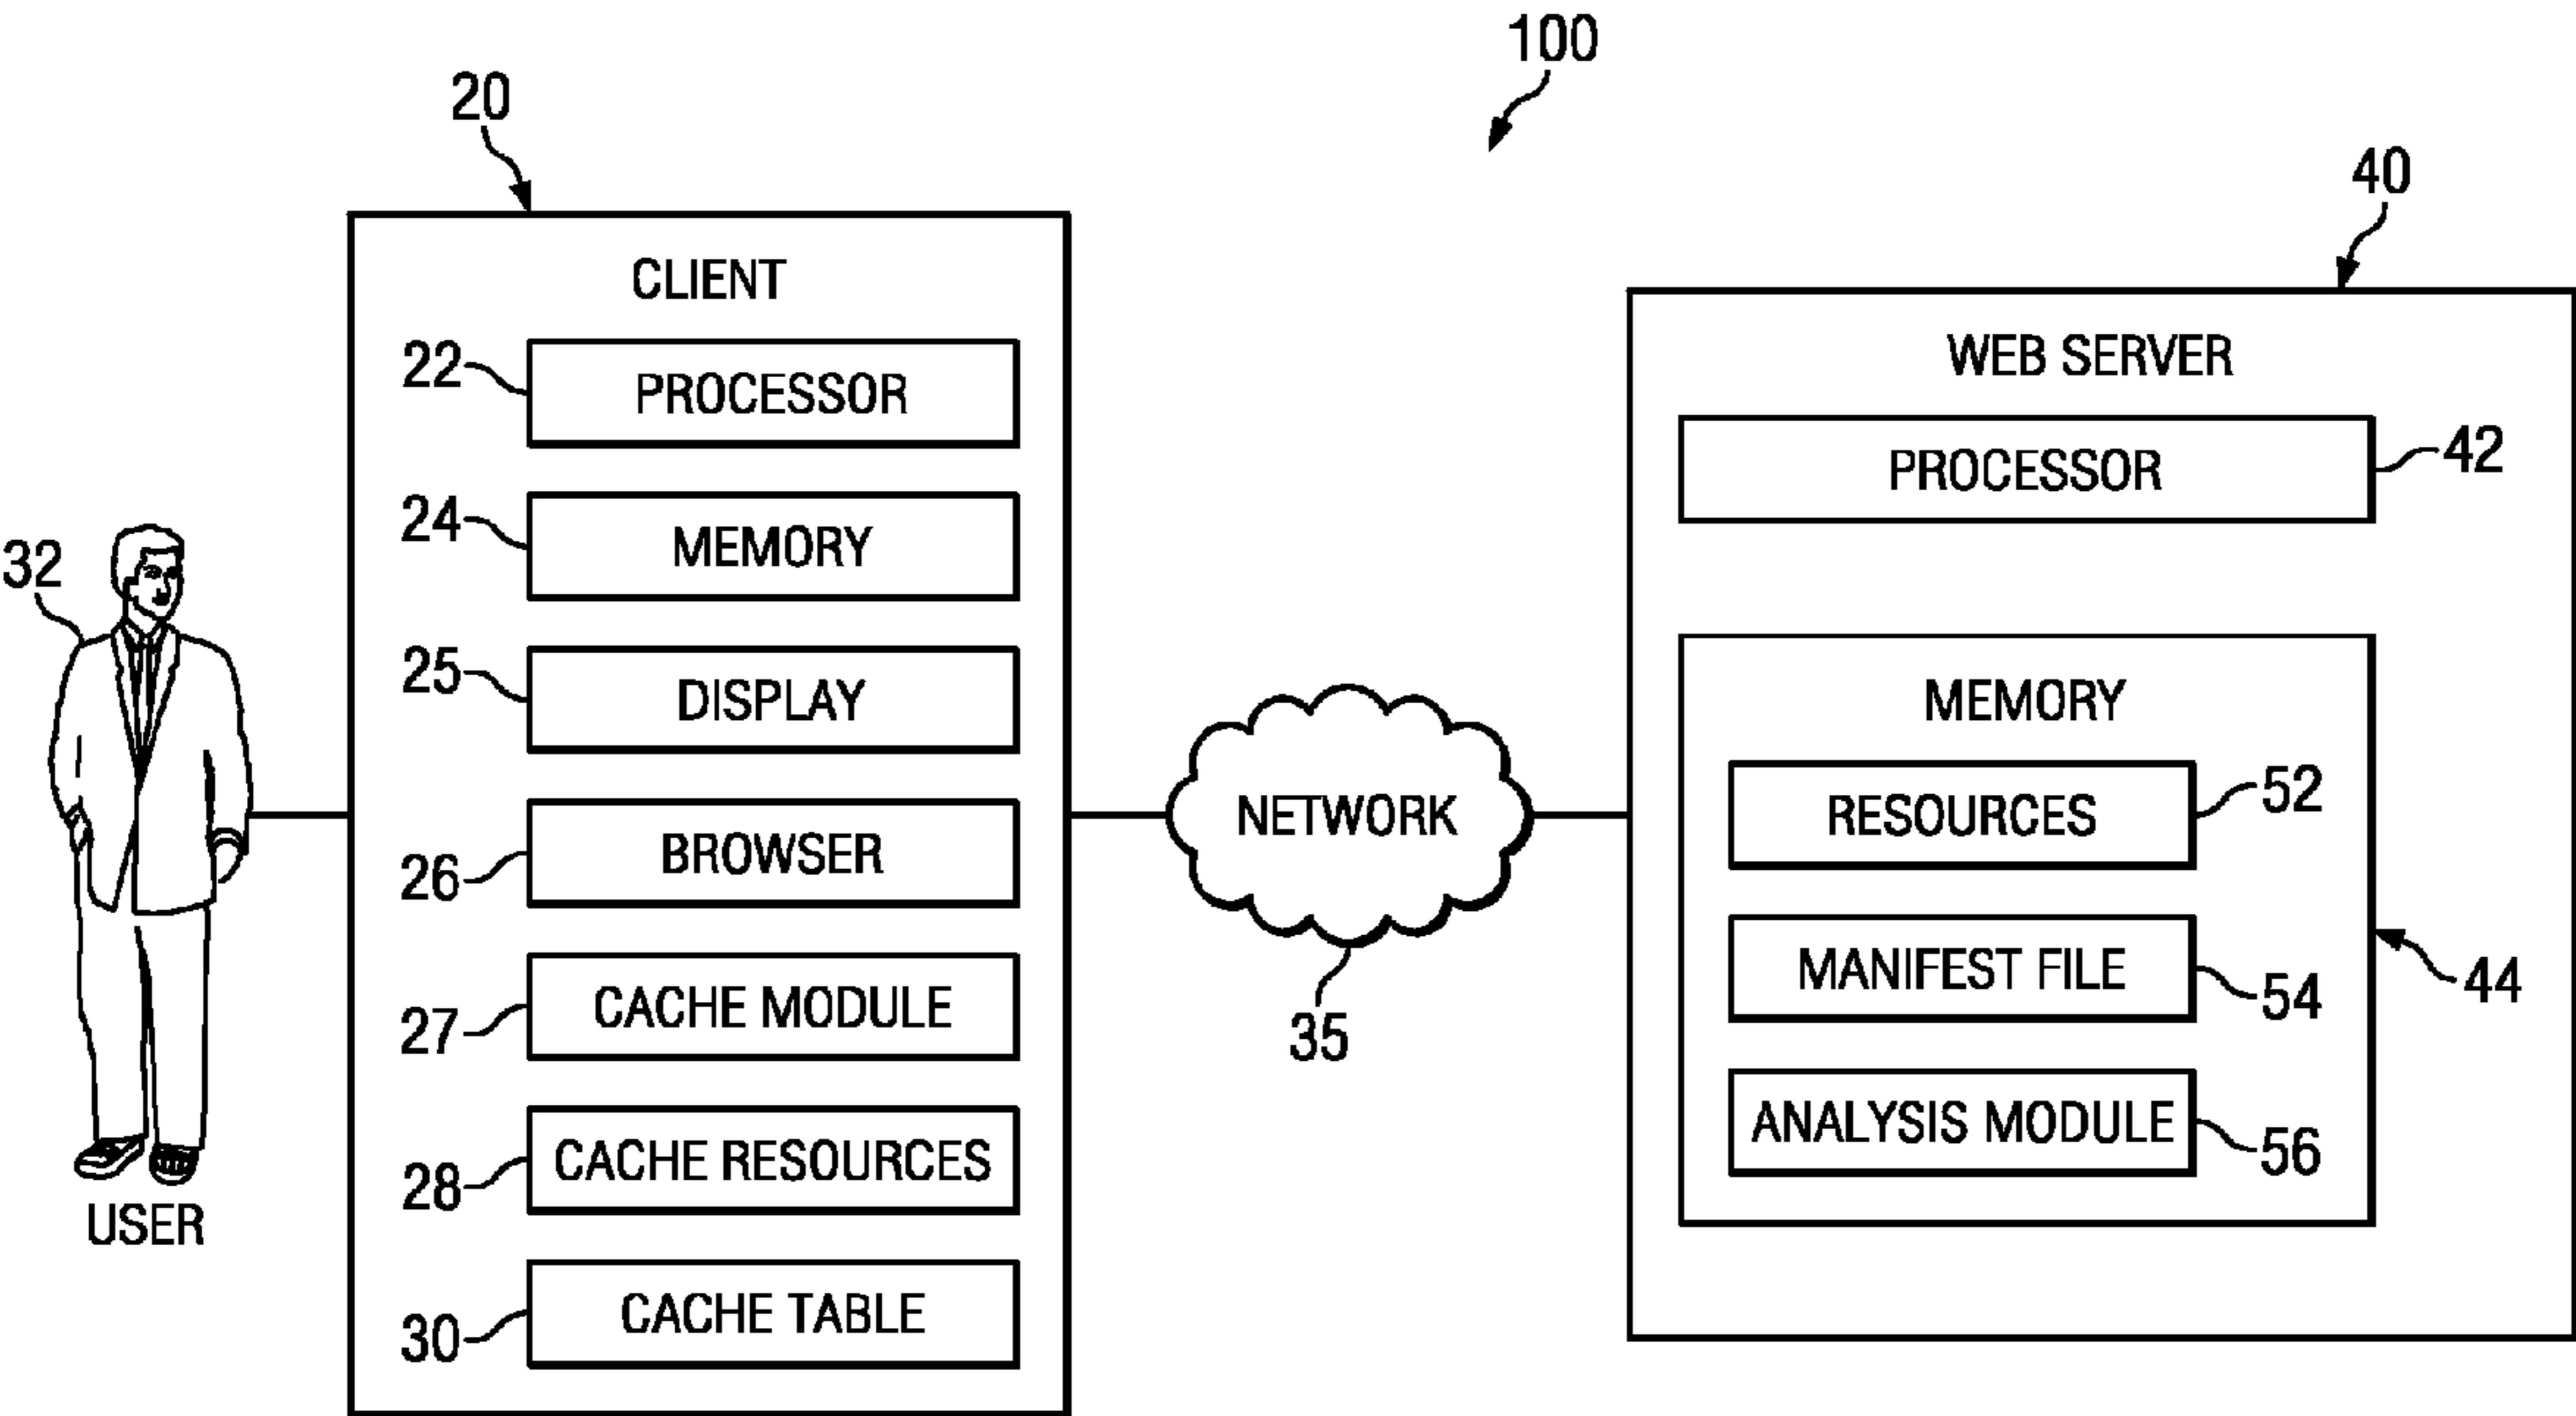 100
20
CLIENT
22
PROCESSOR
24
MEMORY
25
DISPLAY
26
BROWSER
27
CACHE MODULE
28
CACHE RESOURCES
30
CACHE TABLE
32
USER
NETWORK
35
40
WEB SERVER
PROCESSOR
42
MEMORY
RESOURCES
52
MANIFEST FILE
54
44
ANALYSIS MODULE
56